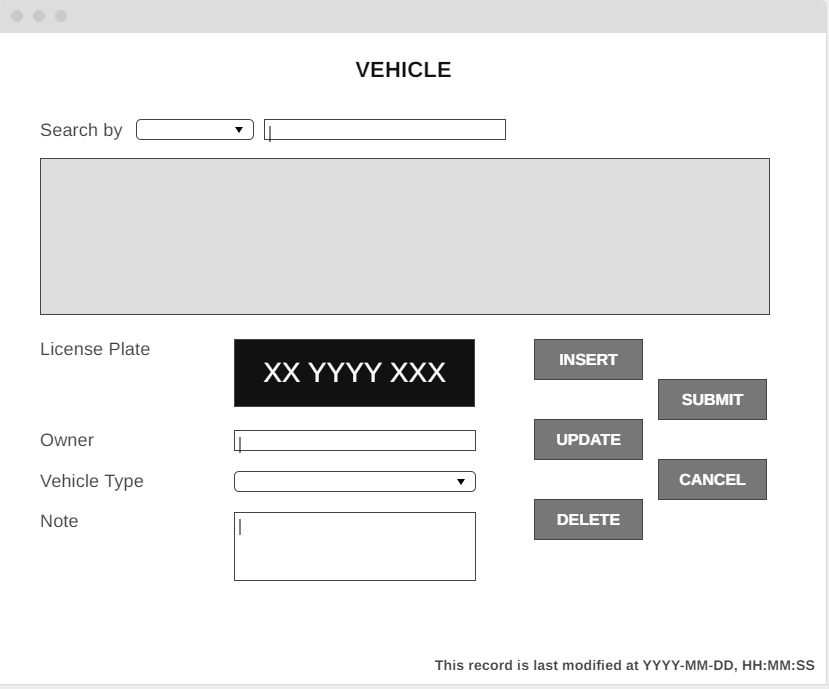 VEHICLE
Search by
License Plate
XX YYYY XXX
INSERT
SUBMIT
Owner
UPDATE
Vehicle Type
CANCEL
Note
DELETE
This record is last modified at YYYY-MM-DD, HH:MM:SS